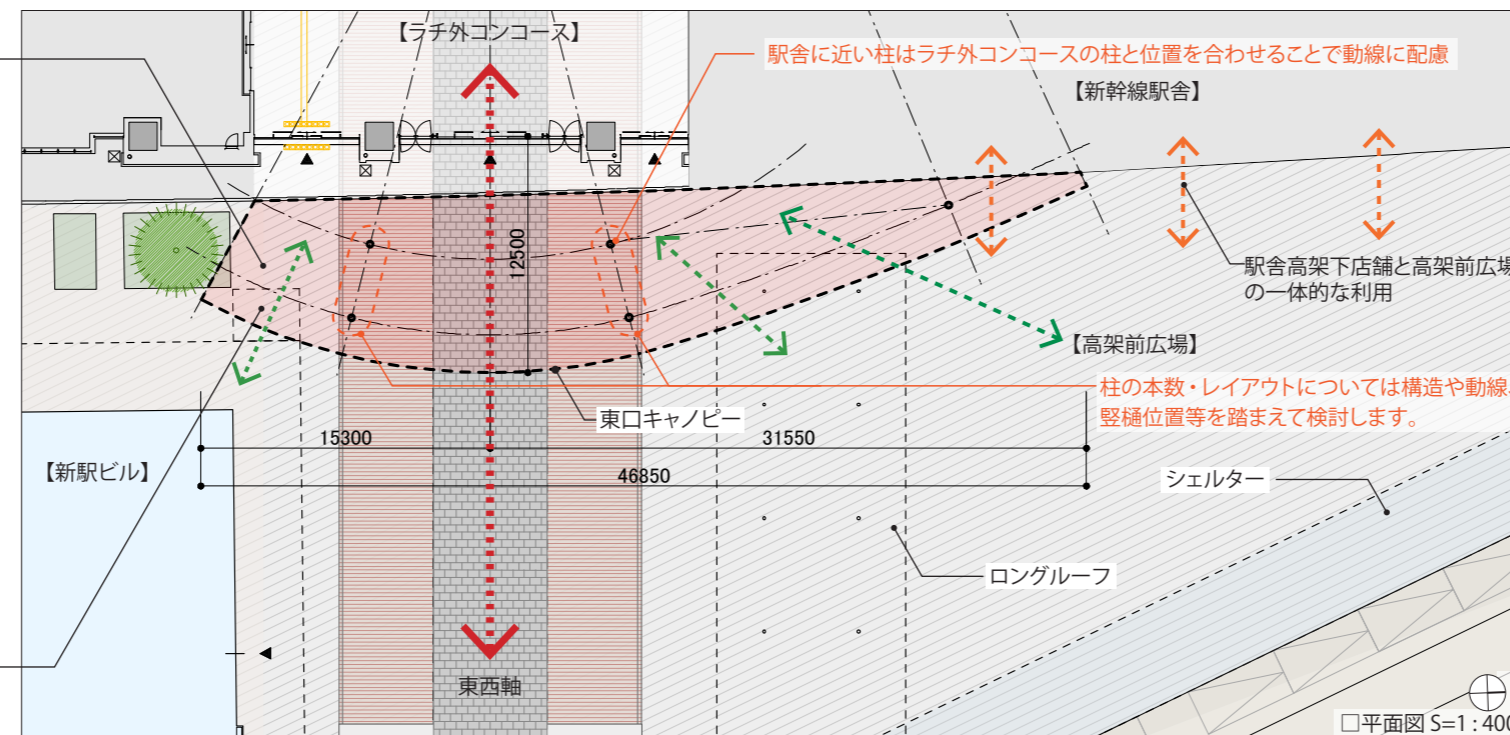 【ラチ外コンコース】
駅舎に近い柱はラチ外コンコースの柱と位置を合わせることで動線に配慮
【新幹線駅舎】
12500
駅舎高架下店舗と高架前広場
の一体的な利用
【高架前広場】
柱の本数・レイアウトについては構造や動線、
竪樋位置等を踏まえて検討します。
東口キャノピー
15300
31550
46850
【新駅ビル】
シェルター
ロングルーフ
東西軸
□平面図 S=1 : 400